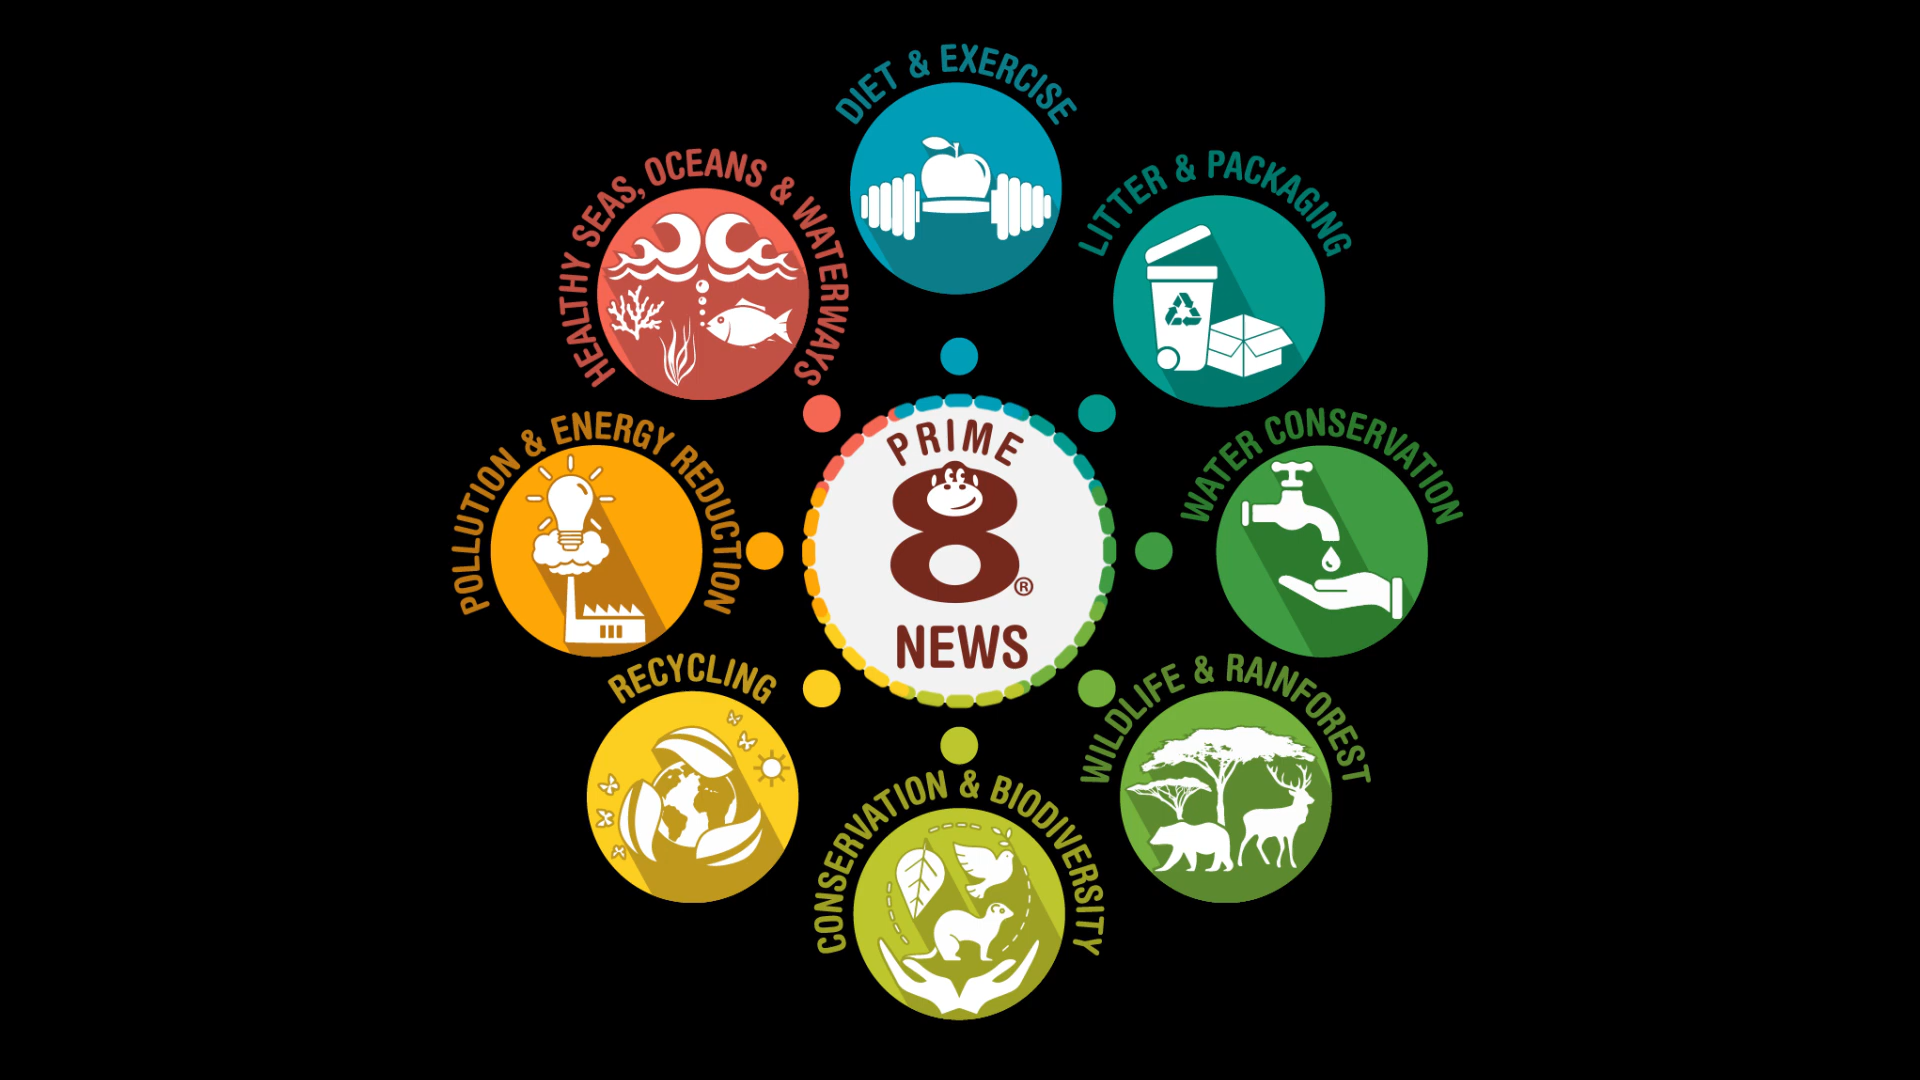 DIET & EXERCISE
LITTER & PACKAGING
WATER CONSERVATION
WILDLIFE & RAINFOREST
CONSERVATION & BIODIVERSITY
RECYCLING
POLLUTION & ENERGY REDUCTION
HEALTHY SEAS, OCEANS & WATERWAYS
PRIME
8®
NEWS